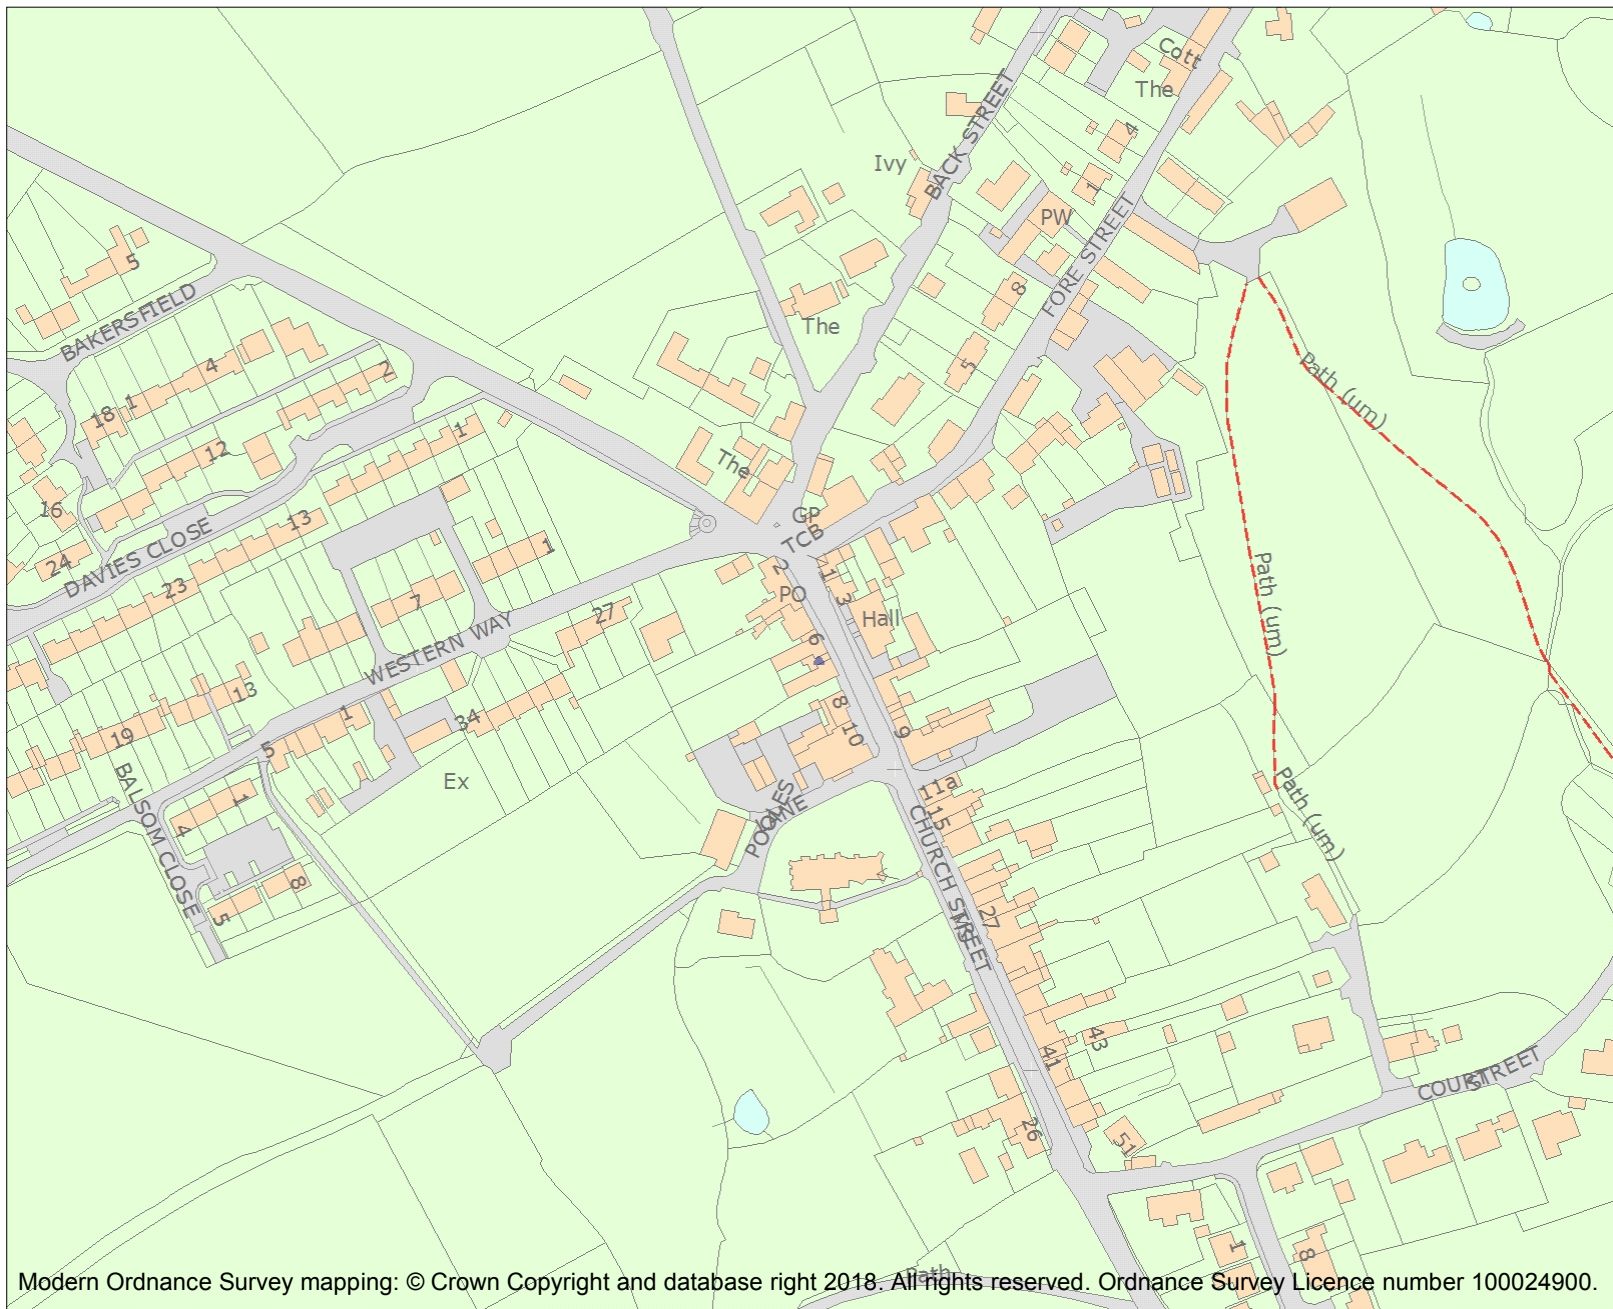 Cott
The
BACK STREET
4
Ivy
1
PW
FORE STREET
5
8
BAKERSFIELD
The
5
Path (um)
4
2
18
1
12
1
The
16
13
GP
TCB
DAVIES CLOSE
24
23
1
2
1
7
PO
3
27
Hall
Path (um)
WESTERN WAY
6
13
1
34
8
10
9
19
5
Ex
BALSOM CLOSE
1
4
11a
15
POOLES
LANE
Path (um)
CHURCH STREET
8
5
27
MS
43
41
COURT
STREET
26
51
1
8
Path
Modern Ordnance Survey mapping: © Crown Copyright and database right 2018. All rights reserved. Ordnance Survey Licence number 100024900.